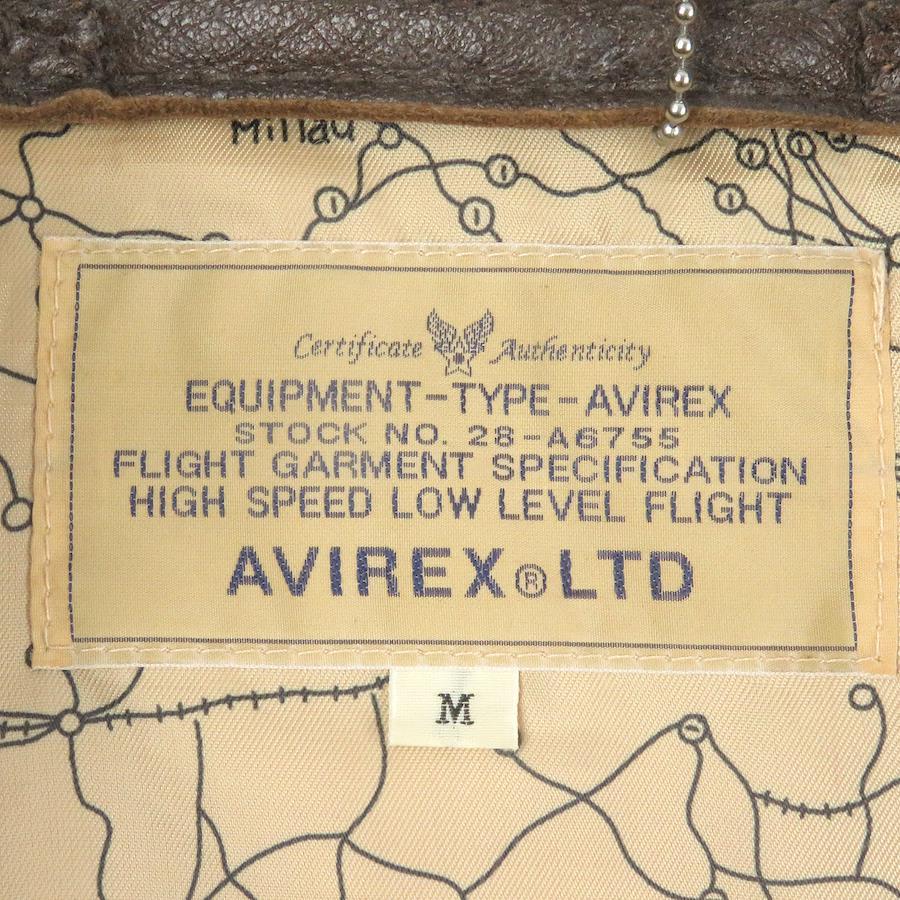 Millau
Certificate Authenticity
EQUIPMENT-TYPE-AVIREX
STOCK NO. 28-A6755
FLIGHT GARMENT SPECIFICATION
HIGH SPEED LOW LEVEL FLIGHT
AVIREX®LTD
M